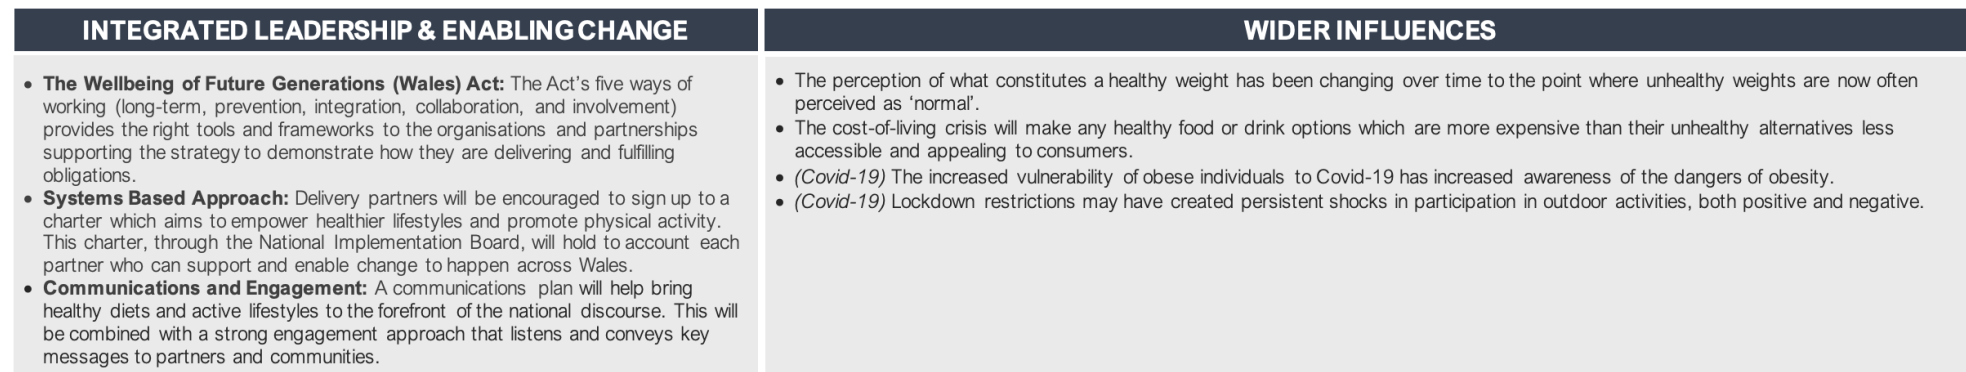 INTEGRATED LEADERSHIP & ENABLING CHANGE
• The Wellbeing of Future Generations (Wales) Act: The Act's five ways of
working (long-term, prevention, integration, collaboration, and involvement)
provides the right tools and frameworks to the organisations and partnerships
supporting the strategy to demonstrate how they are delivering and fulfilling
obligations.
• Systems Based Approach: Delivery partners will be encouraged to sign up to a
charter which aims to empower healthier lifestyles and promote physical activity.
This charter, through the National Implementation Board, will hold to account each
partner who can support and enable change to happen across Wales.
• Communications and Engagement: A communications plan will help bring
healthy diets and active lifestyles to the forefront of the national discourse. This will
be combined with a strong engagement approach that listens and conveys key
messages to partners and communities.
WIDER INFLUENCES
• The perception of what constitutes a healthy weight has been changing over time to the point where unhealthy weights are now often
perceived as 'normal'.
• The cost-of-living crisis will make any healthy food or drink options which are more expensive than their unhealthy alternatives less
accessible and appealing to consumers.
• (Covid-19) The increased vulnerability of obese individuals to Covid-19 has increased awareness of the dangers of obesity.
• (Covid-19) Lockdown restrictions may have created persistent shocks in participation in outdoor activities, both positive and negative.